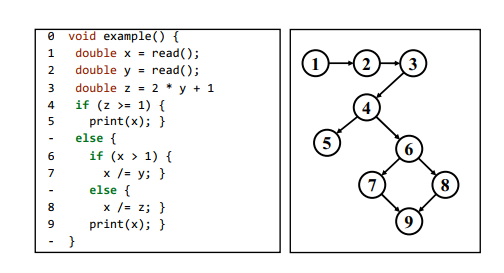 0 void example() {
1 double x = read();
2 double y = read();
3 double z = 2 * y + 1
4 if (z >= 1) {
5 print(x); }
- else {
6 if (x > 1) {
7 x /= y; }
- else {
8 x /= z; }
9 print(x); }
- }
1 2 3
4
5
6
7 8
9